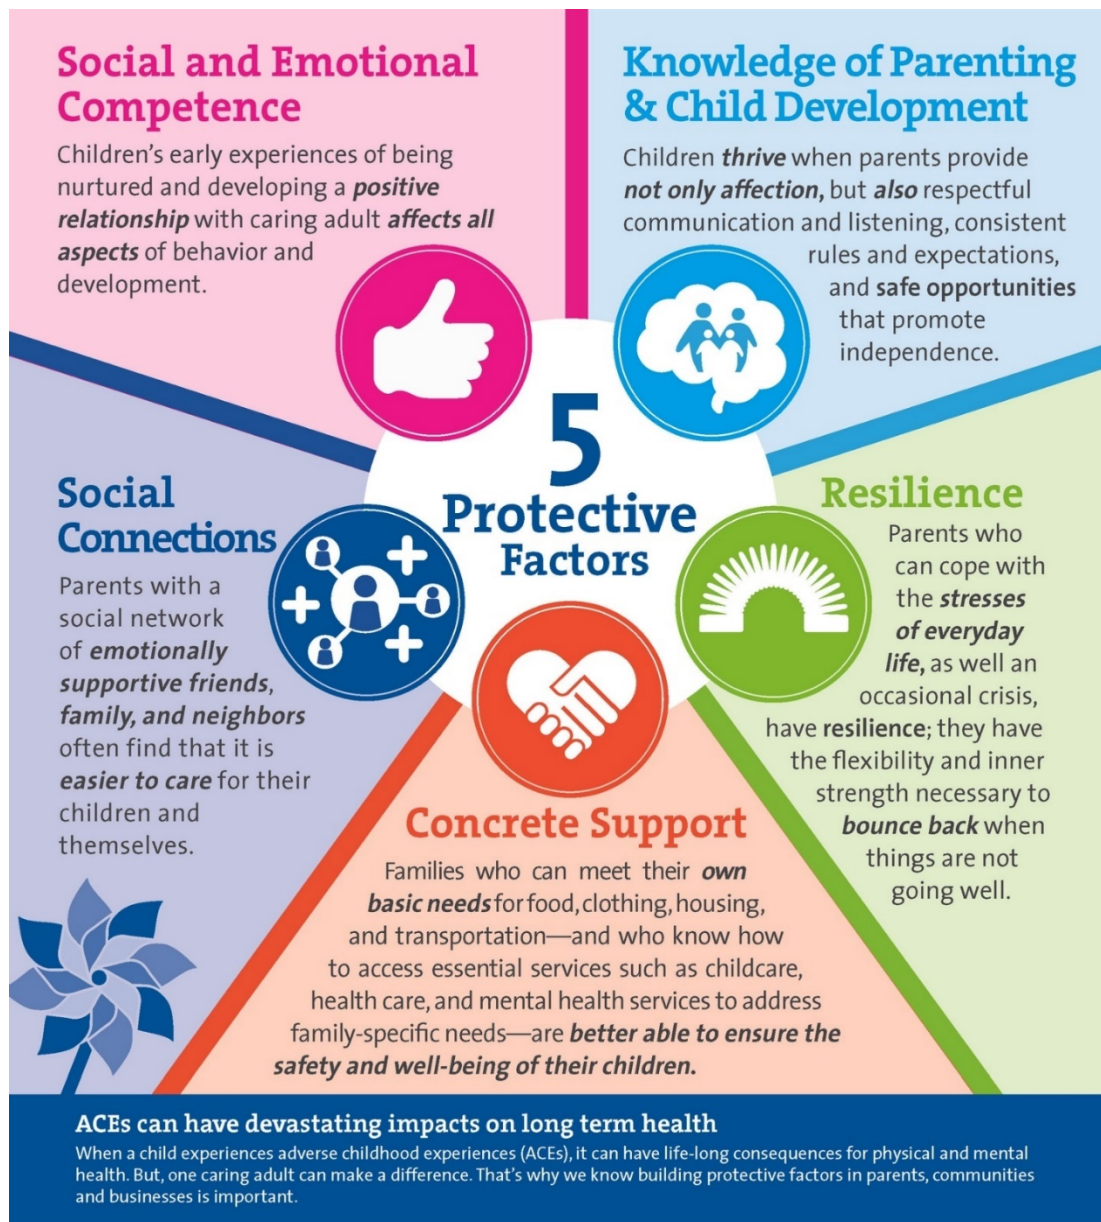 Social and Emotional
Competence
Children's early experiences of being
nurtured and developing a positive
relationship with caring adult affects all
aspects of behavior and
development.
Knowledge of Parenting
& Child Development
Children thrive when parents provide
not only affection, but also respectful
communication and listening, consistent
rules and expectations,
and safe opportunities
that promote
independence.
5
Protective
Factors
Social
Connections
Parents with a
social network
of emotionally
supportive friends,
family, and neighbors
often find that it is
easier to care for their
children and
themselves.
Resilience
Parents who
can cope with
the stresses
of everyday
life, as well an
occasional crisis,
have resilience; they have
the flexibility and inner
strength necessary to
bounce back when
things are not
going well.
Concrete Support
Families who can meet their own
basic needs for food, clothing, housing,
and transportation—and who know how
to access essential services such as childcare,
health care, and mental health services to address
family-specific needs—are better able to ensure the
safety and well-being of their children.
ACEs can have devastating impacts on long term health
When a child experiences adverse childhood experiences (ACEs), it can have life-long consequences for physical and mental
health. But, one caring adult can make a difference. That's why we know building protective factors in parents, communities
and businesses is important.